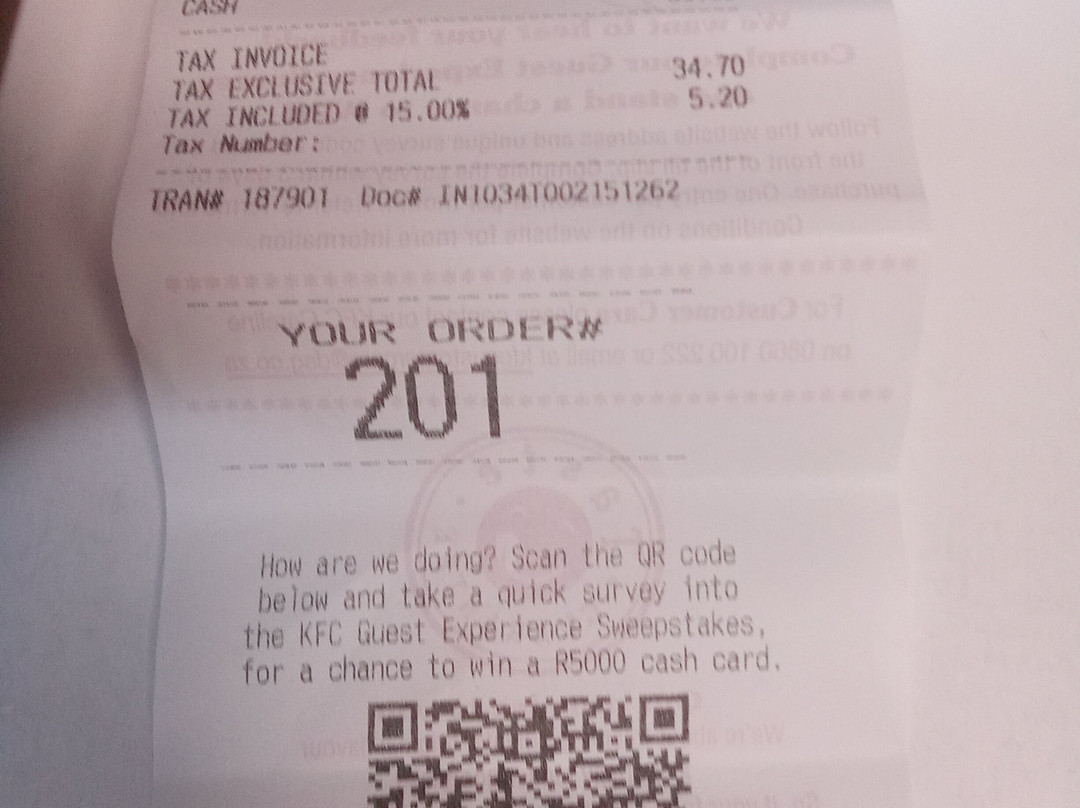 CASH
TAX INVOICE
TAX EXCLUSIVE TOTAL 34.70
TAX INCLUDED @ 15.00% 5.20
Tax Number:
TRAN# 187901 Doc# IN1034T002151262
YOUR ORDER#
201
How are we doing? Scan the QR code
below and take a quick survey into
the KFC Guest Experience Sweepstakes,
for a chance to win a R5000 cash card.